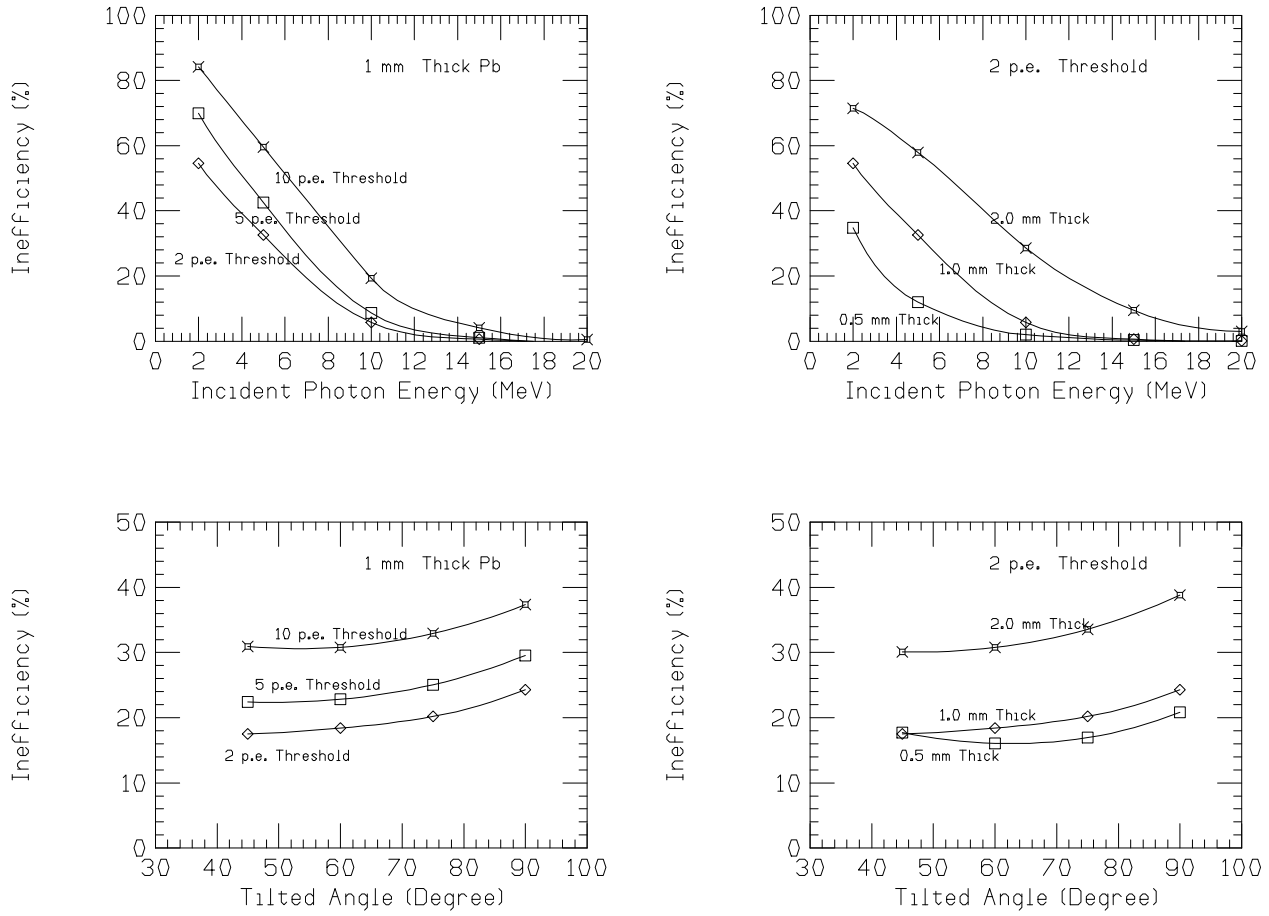 100
80
60
40
20
0
Inefficiency (%)
1 mm Thick Pb
10 p.e. Threshold
5 p.e. Threshold
2 p.e. Threshold
0 2 4 6 8 10 12 14 16 18 20
Incident Photon Energy (MeV)
100
80
60
40
20
0
Inefficiency (%)
2 p.e. Threshold
2.0 mm Thick
1.0 mm Thick
0.5 mm Thick
0 2 4 6 8 10 12 14 16 18 20
Incident Photon Energy (MeV)
50
40
30
20
10
0
Inefficiency (%)
1 mm Thick Pb
10 p.e. Threshold
5 p.e. Threshold
2 p.e. Threshold
30 40 50 60 70 80 90 100
Tilted Angle (Degree)
50
40
30
20
10
0
Inefficiency (%)
2 p.e. Threshold
2.0 mm Thick
1.0 mm Thick
0.5 mm Thick
30 40 50 60 70 80 90 100
Tilted Angle (Degree)